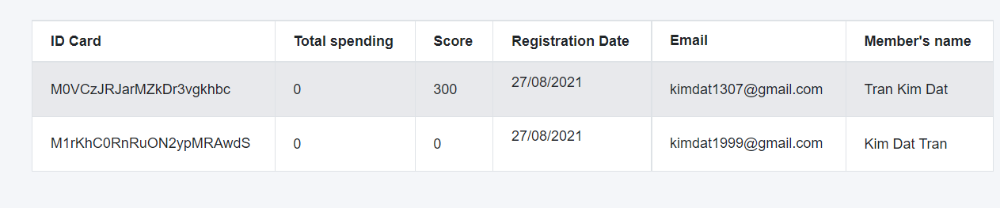 ID Card Total spending Score Registration Date Email Member's name
M0VCzJRJarMZkDr3vgkhbc 0 300 27/08/2021 kimdat1307@gmail.com Tran Kim Dat
M1rKhC0RnRuON2ypMRAwdS 0 0 27/08/2021 kimdat1999@gmail.com Kim Dat Tran